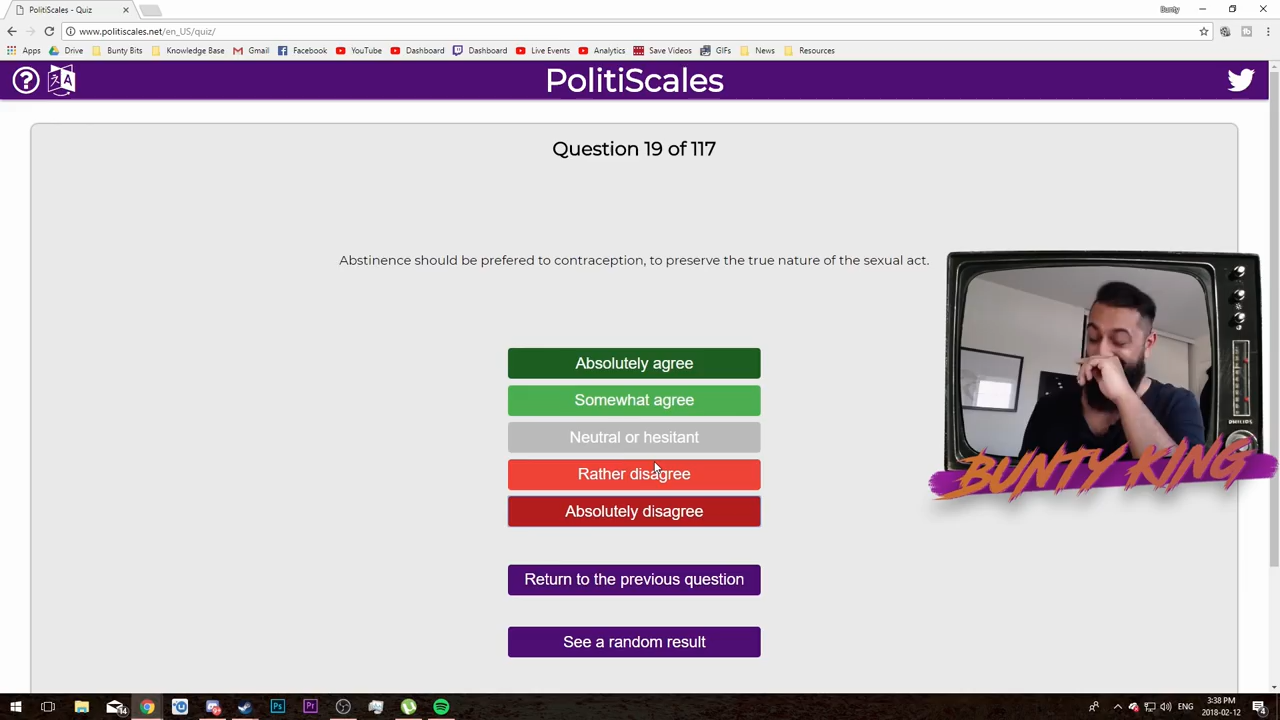 PolitiScales - Quiz
Bunty
www.politiscales.net/en_US/quiz/
Apps Drive Bunty Bits Knowledge Base Gmail Facebook YouTube Dashboard Dashboard Live Events Analytics Save Videos GIFs News Resources
PolitiScales
Question 19 of 117
Abstinence should be prefered to contraception, to preserve the true nature of the sexual act.
Absolutely agree
Somewhat agree
Neutral or hesitant
Rather disagree
Absolutely disagree
Return to the previous question
See a random result
PHILIPS
BUNTY KING
3:38 PM
ENG
2018-02-12